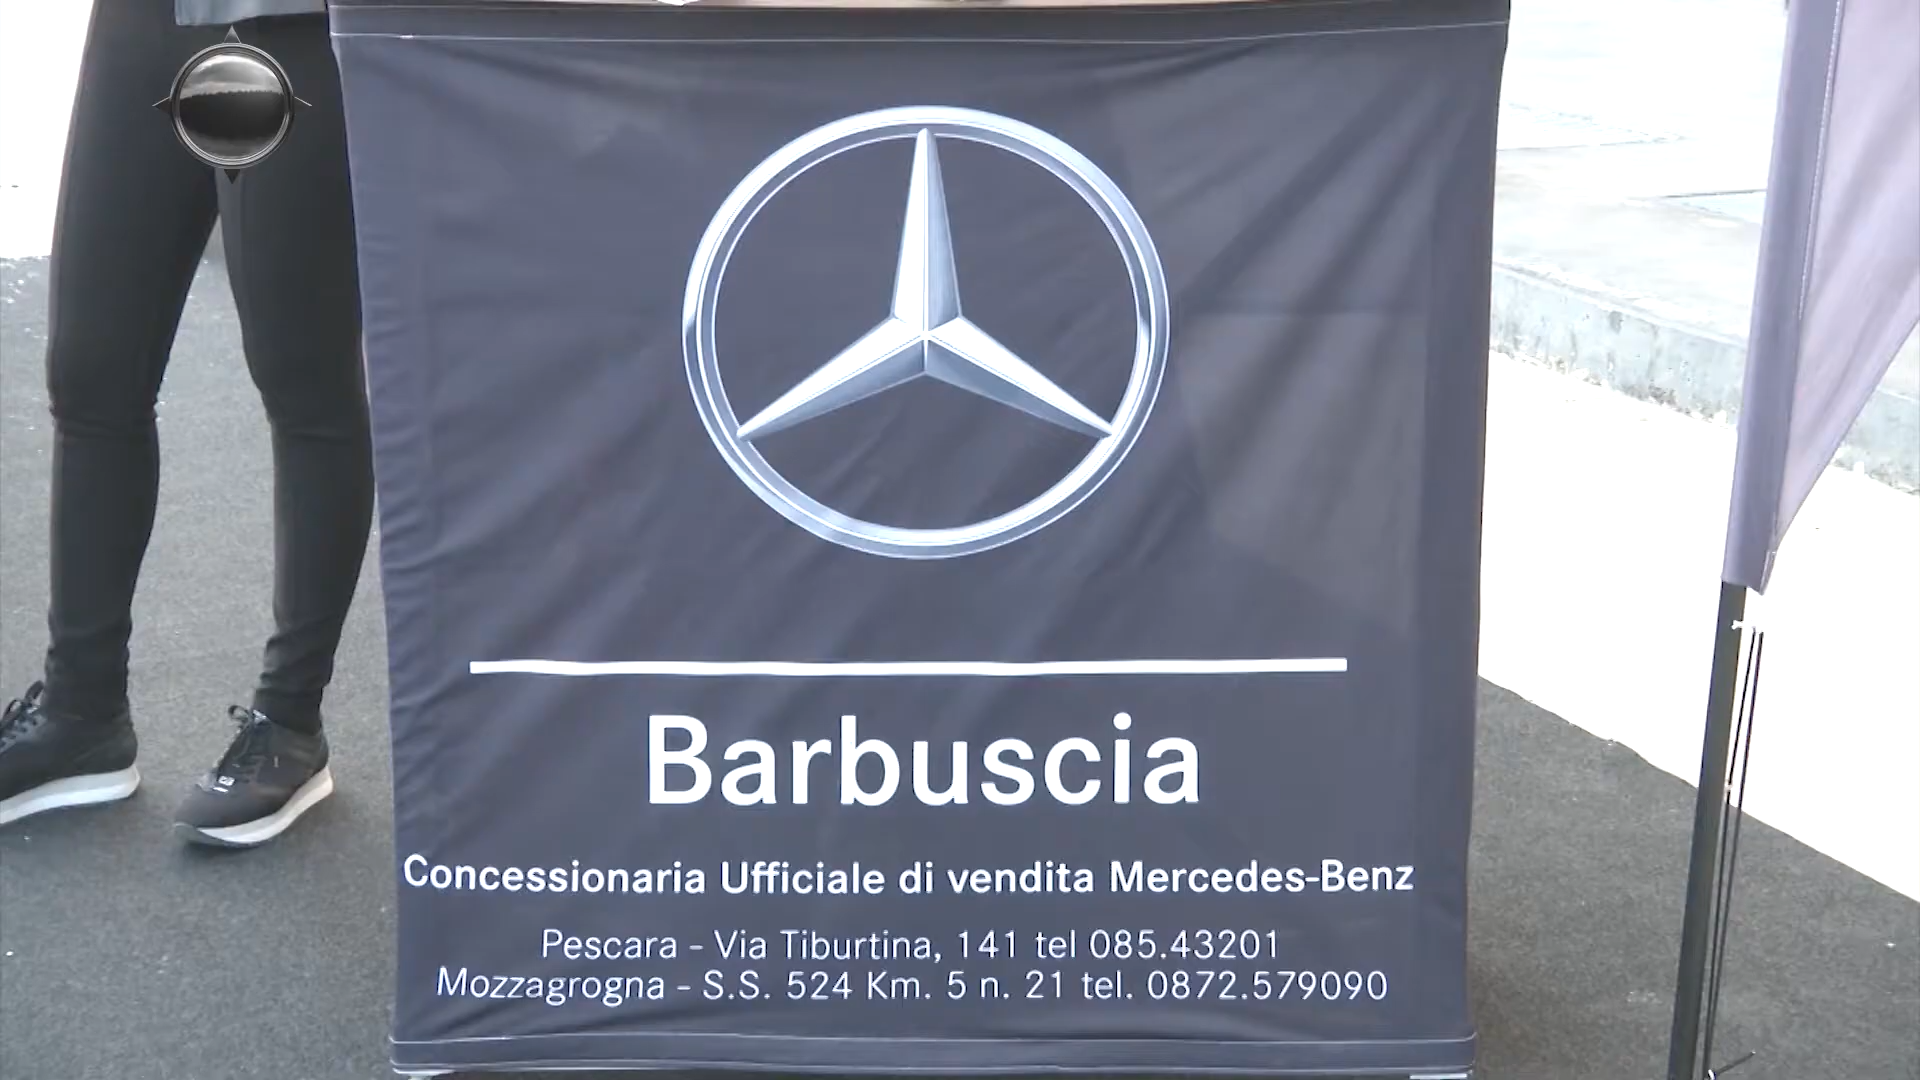 Barbuscia
Concessionaria Ufficiale di vendita Mercedes-Benz
Pescara - Via Tiburtina, 141 tel 085.43201
Mozzagrogna - S.S. 524 Km. 5 n. 21 tel. 0872.579090